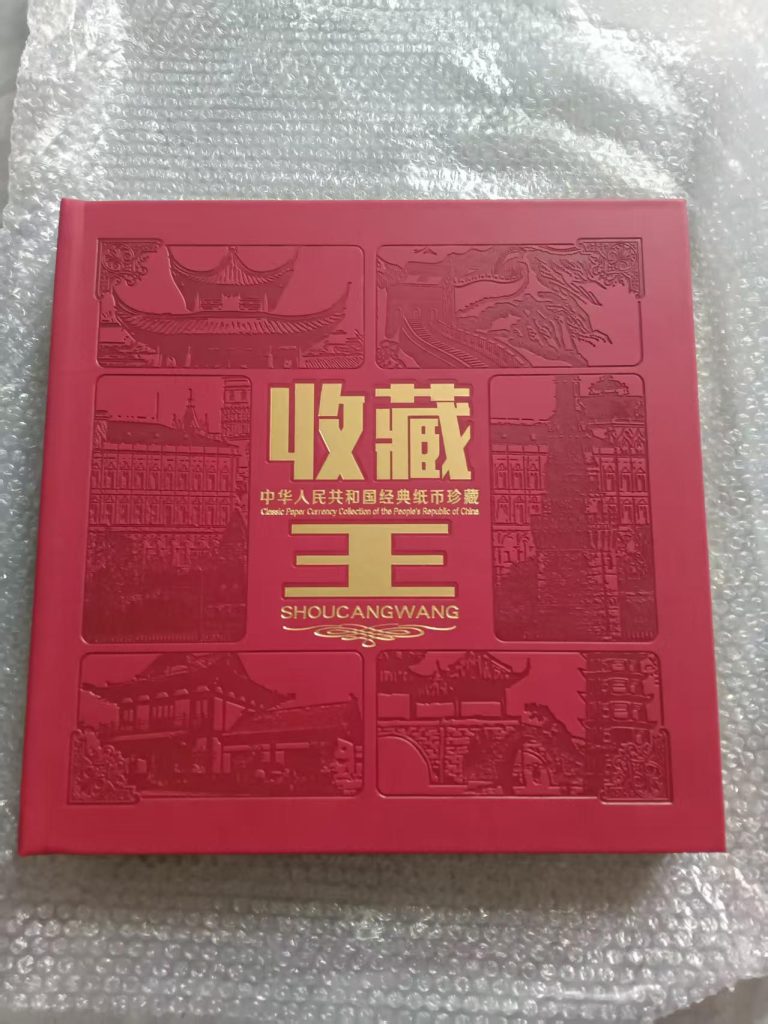 收藏
中华人民共和国经典纸币珍藏
Classic Paper Currency Collection of the People's Republic of China
王
SHOUCANGWANG